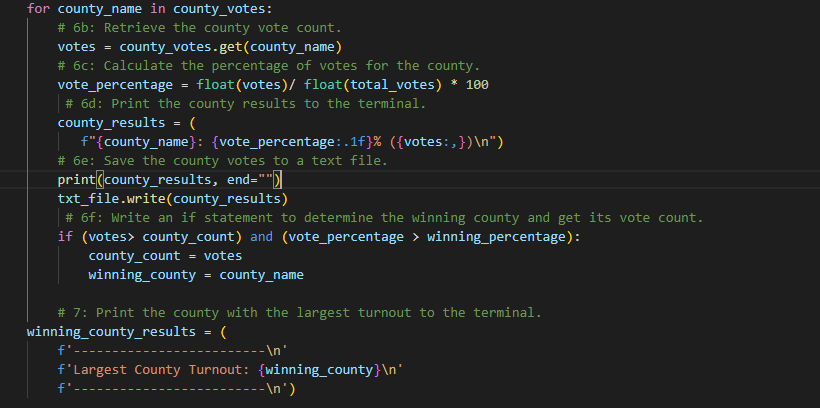 for county_name in county_votes:
# 6b: Retrieve the county vote count.
votes = county_votes.get(county_name)
# 6c: Calculate the percentage of votes for the county.
vote_percentage = float(votes)/ float(total_votes) * 100
# 6d: Print the county results to the terminal.
county_results = (
f"{county_name}: {vote_percentage:.1f}% ({votes:,})\n")
# 6e: Save the county votes to a text file.
print(county_results, end="")
txt_file.write(county_results)
# 6f: Write an if statement to determine the winning county and get its vote count.
if (votes> county_count) and (vote_percentage > winning_percentage):
county_count = votes
winning_county = county_name
# 7: Print the county with the largest turnout to the terminal.
winning_county_results = (
f'-------------------------\n'
f'Largest County Turnout: {winning_county}\n'
f'-------------------------\n')